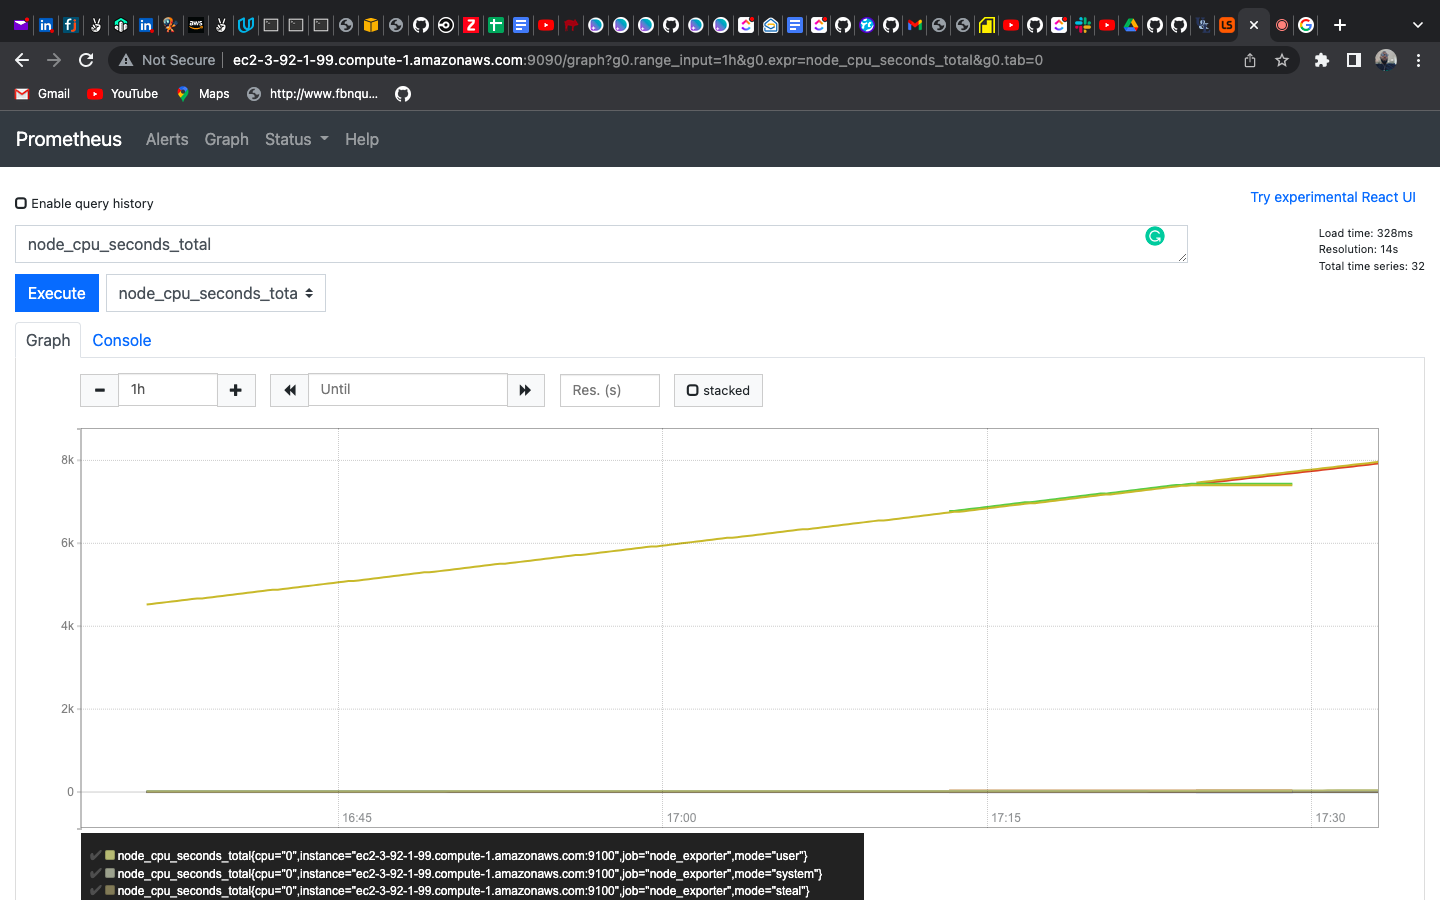 Not Secure ec2-3-92-1-99.compute-1.amazonaws.com:9090/graph?g0.range_input=1h&g0.expr=node_cpu_seconds_total&g0.tab=0
Gmail YouTube Maps http://www.fbnqu...
Prometheus Alerts Graph Status Help
Try experimental React UI
Enable query history
node_cpu_seconds_total
Load time: 328ms
Resolution: 14s
Total time series: 32
Execute node_cpu_seconds_tota
Graph Console
1h Until Res. (s) stacked
8k
6k
4k
2k
0
16:45 17:00 17:15 17:30
node_cpu_seconds_total{cpu="0",instance="ec2-3-92-1-99.compute-1.amazonaws.com:9100",job="node_exporter",mode="user"}
node_cpu_seconds_total{cpu="0",instance="ec2-3-92-1-99.compute-1.amazonaws.com:9100",job="node_exporter",mode="system"}
node_cpu_seconds_total{cpu="0",instance="ec2-3-92-1-99.compute-1.amazonaws.com:9100",job="node_exporter",mode="steal"}